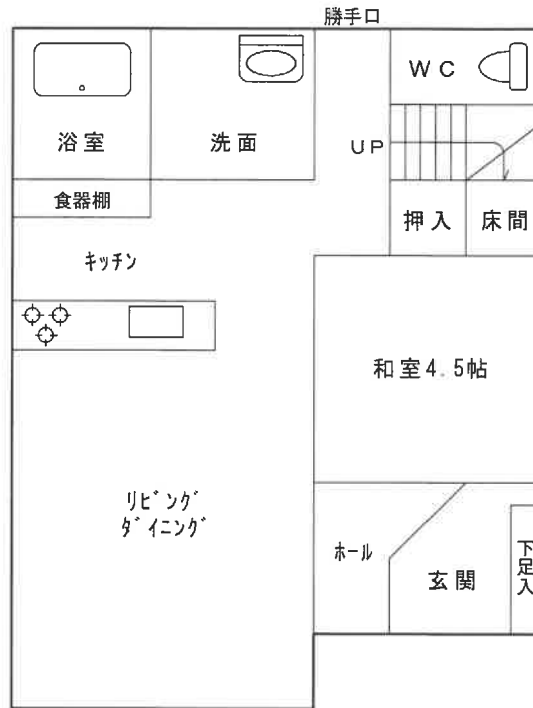 勝手口
WC
浴室
洗面
UP
食器棚
押入
床間
キッチン
和室4.5帖
リビング
ダイニング
ホール
玄関
下足入